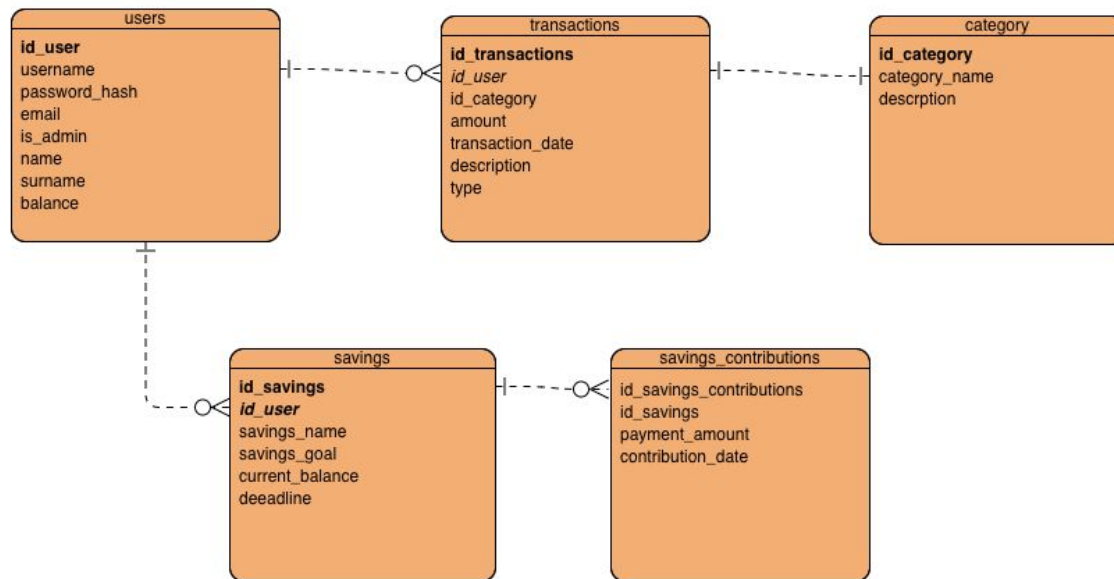 users
id_user
username
password_hash
email
is_admin
name
surname
balance
transactions
id_transactions
id_user
id_category
amount
transaction_date
description
type
category
id_category
category_name
descrption
savings
id_savings
id_user
savings_name
savings_goal
current_balance
deeadline
savings_contributions
id_savings_contributions
id_savings
payment_amount
contribution_date